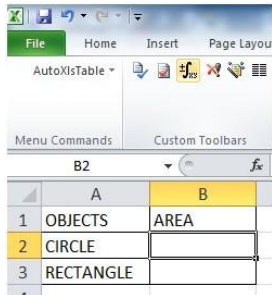 File Home Insert Page Layou
AutoXlsTable
Menu Commands Custom Toolbars
B2 fx
A B
1 OBJECTS AREA
2 CIRCLE
3 RECTANGLE